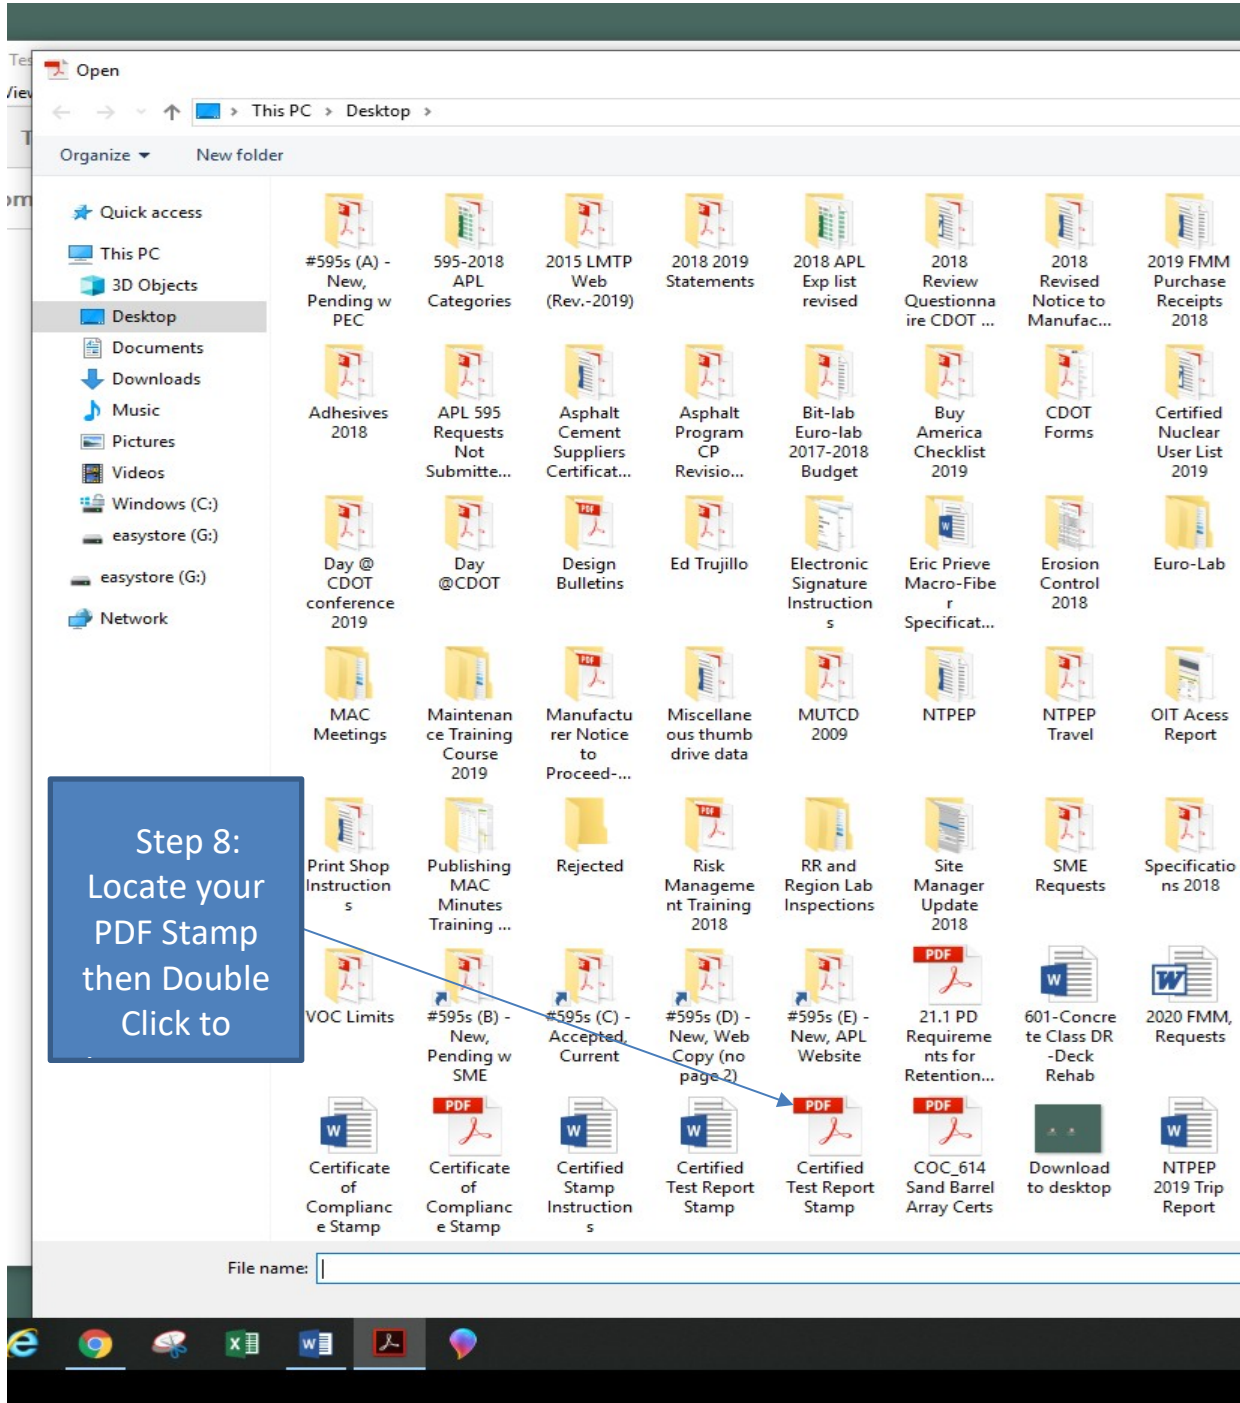 Tes
Open
View
This PC > Desktop >
T
Organize
New folder
om
Quick access
This PC
3D Objects
Desktop
Documents
Downloads
Music
Pictures
Videos
Windows (C:)
easystore (G:)
easystore (G:)
Network
#595s (A) -
New,
Pending w
PEC
595-2018
APL
Categories
2015 LMTP
Web
(Rev.-2019)
2018 2019
Statements
2018 APL
Exp list
revised
2018
Review
Questionna
ire CDOT ...
2018
Revised
Notice to
Manufac...
2019 FMM
Purchase
Receipts
2018
Adhesives
2018
APL 595
Requests
Not
Submitte...
Asphalt
Cement
Suppliers
Certificat...
Asphalt
Program
CP
Revisio...
Bit-lab
Euro-lab
2017-2018
Budget
Buy
America
Checklist
2019
CDOT
Forms
Certified
Nuclear
User List
2019
Day @
CDOT
conference
2019
Day
@CDOT
Design
Bulletins
Ed Trujillo
Electronic
Signature
Instruction
s
Eric Prieve
Macro-Fibe
r
Specificat...
Erosion
Control
2018
Euro-Lab
MAC
Meetings
Maintenan
ce Training
Course
2019
Manufactu
rer Notice
to
Proceed-...
Miscellane
ous thumb
drive data
MUTCD
2009
NTPEP
NTPEP
Travel
OIT Acess
Report
Print Shop
Instruction
s
Publishing
MAC
Minutes
Training ...
Rejected
Risk
Manageme
nt Training
2018
RR and
Region Lab
Inspections
Site
Manager
Update
2018
SME
Requests
Specificatio
ns 2018
VOC Limits
#595s (B) -
New,
Pending w
SME
#595s (C) -
Accepted,
Current
#595s (D) -
New, Web
Copy (no
page 2)
#595s (E) -
New, APL
Website
PDF
21.1 PD
Requireme
nts for
Retention...
601-Concre
te Class DR
-Deck
Rehab
2020 FMM,
Requests
Certificate
of
Complianc
e Stamp
PDF
Certificate
of
Complianc
e Stamp
Certified
Stamp
Instruction
s
Certified
Test Report
Stamp
PDF
Certified
Test Report
Stamp
PDF
COC_614
Sand Barrel
Array Certs
Download
to desktop
NTPEP
2019 Trip
Report
Step 8:
Locate your
PDF Stamp
then Double
Click to
File name: